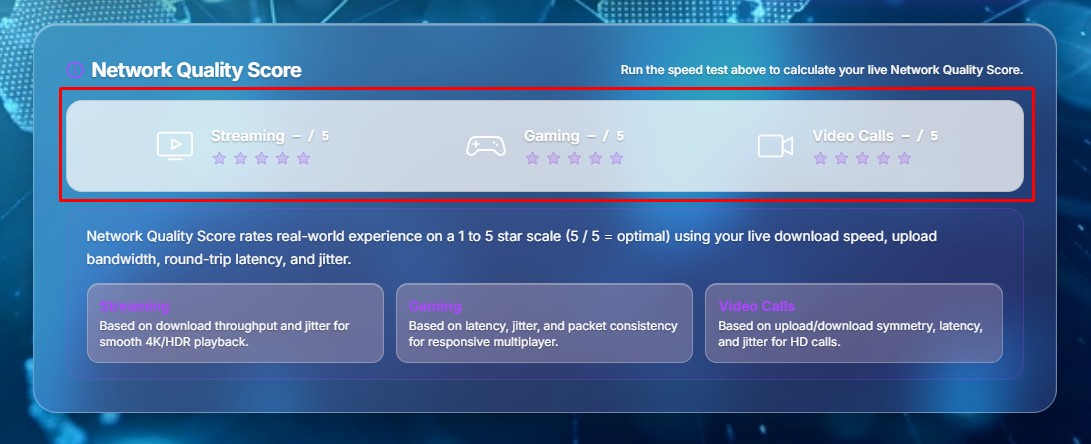 Network Quality Score
Run the speed test above to calculate your live Network Quality Score.
Streaming – / 5
Gaming – / 5
Video Calls – / 5
Network Quality Score rates real-world experience on a 1 to 5 star scale (5 / 5 = optimal) using your live download speed, upload
bandwidth, round-trip latency, and jitter.
Streaming
Based on download throughput and jitter for
smooth 4K/HDR playback.
Gaming
Based on latency, jitter, and packet consistency
for responsive multiplayer.
Video Calls
Based on upload/download symmetry, latency,
and jitter for HD calls.